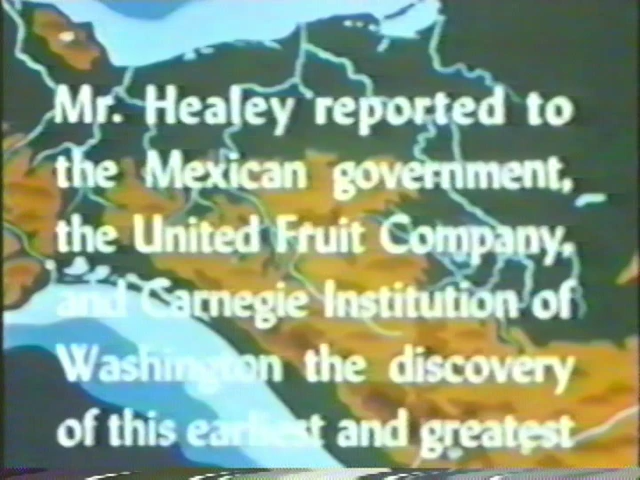 Mr. Healey reported to
the Mexican government,
the United Fruit Company,
and Carnegie Institution of
Washington the discovery
of this earliest and greatest